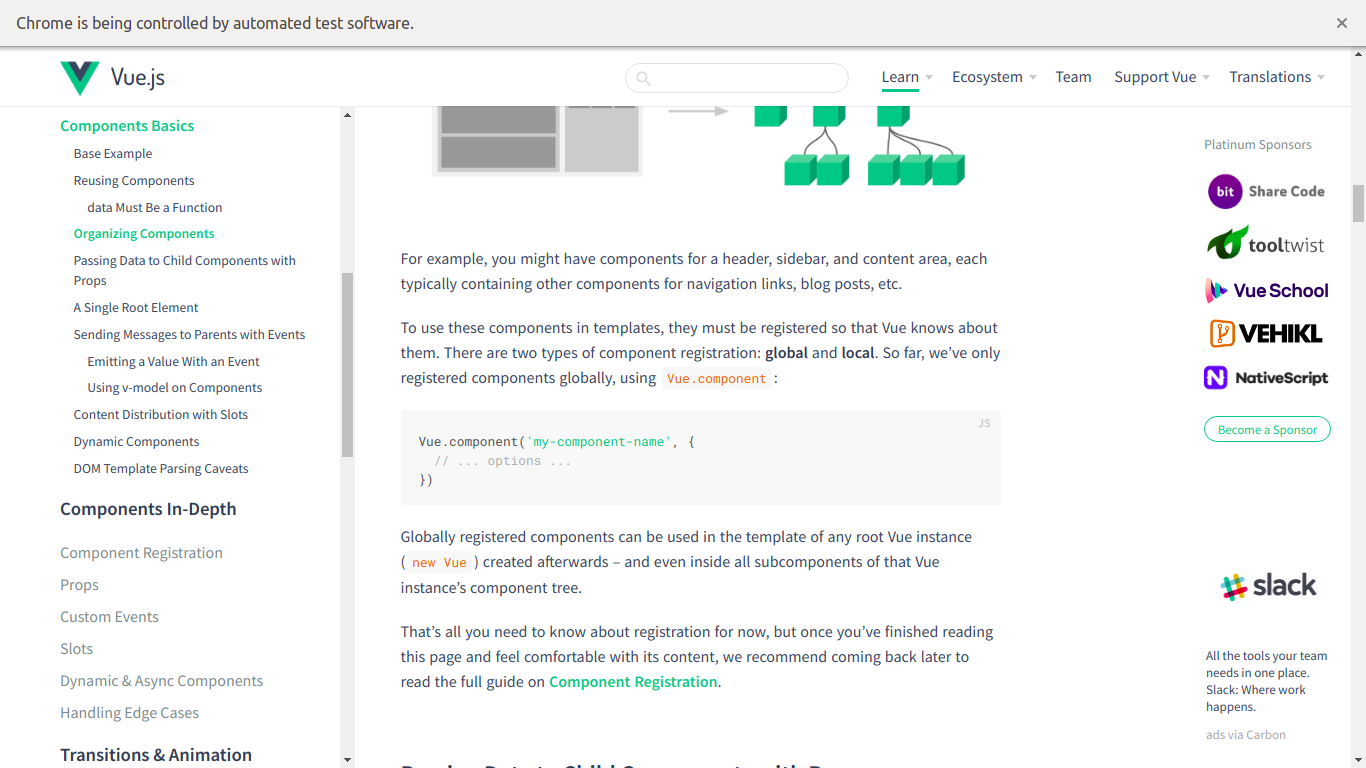 Chrome is being controlled by automated test software.
Vue.js
Learn
Ecosystem
Team
Support Vue
Translations
Components Basics
Base Example
Reusing Components
data Must Be a Function
Organizing Components
Passing Data to Child Components with
Props
A Single Root Element
Sending Messages to Parents with Events
Emitting a Value With an Event
Using v-model on Components
Content Distribution with Slots
Dynamic Components
DOM Template Parsing Caveats
Components In-Depth
Component Registration
Props
Custom Events
Slots
Dynamic & Async Components
Handling Edge Cases
Transitions & Animation
For example, you might have components for a header, sidebar, and content area, each
typically containing other components for navigation links, blog posts, etc.
To use these components in templates, they must be registered so that Vue knows about
them. There are two types of component registration: global and local. So far, we’ve only
registered components globally, using Vue.component :
JS
Vue.component('my-component-name', {
// ... options ...
})
Globally registered components can be used in the template of any root Vue instance
( new Vue ) created afterwards – and even inside all subcomponents of that Vue
instance’s component tree.
That’s all you need to know about registration for now, but once you’ve finished reading
this page and feel comfortable with its content, we recommend coming back later to
read the full guide on Component Registration.
Platinum Sponsors
bit Share Code
tooltwist
Vue School
VEHIKL
NativeScript
Become a Sponsor
slack
All the tools your team
needs in one place.
Slack: Where work
happens.
ads via Carbon